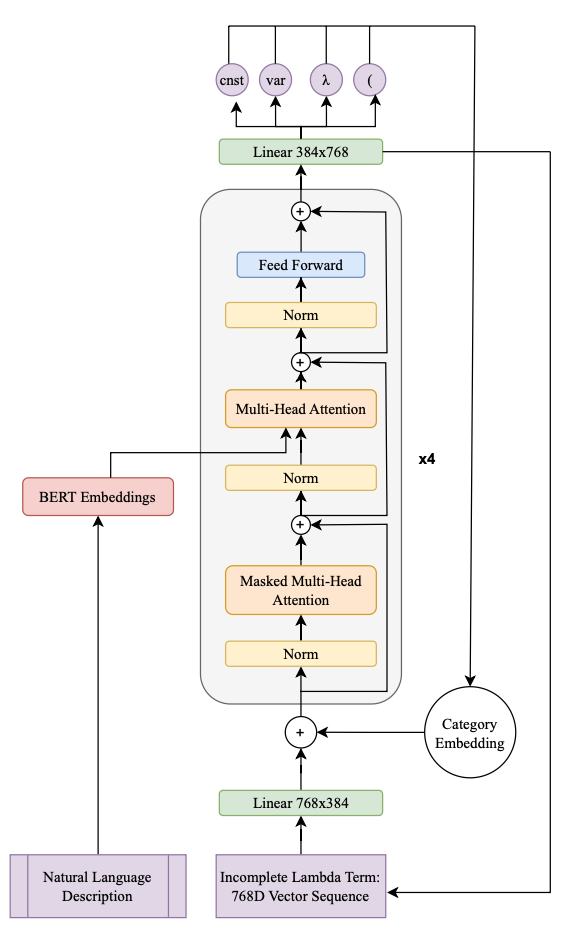 cnst
var
λ
(
Linear 384x768
+
Feed Forward
Norm
+
Multi-Head Attention
x4
Norm
BERT Embeddings
+
Masked Multi-Head
Attention
Norm
Category
Embedding
+
Linear 768x384
Natural Language
Description
Incomplete Lambda Term:
768D Vector Sequence